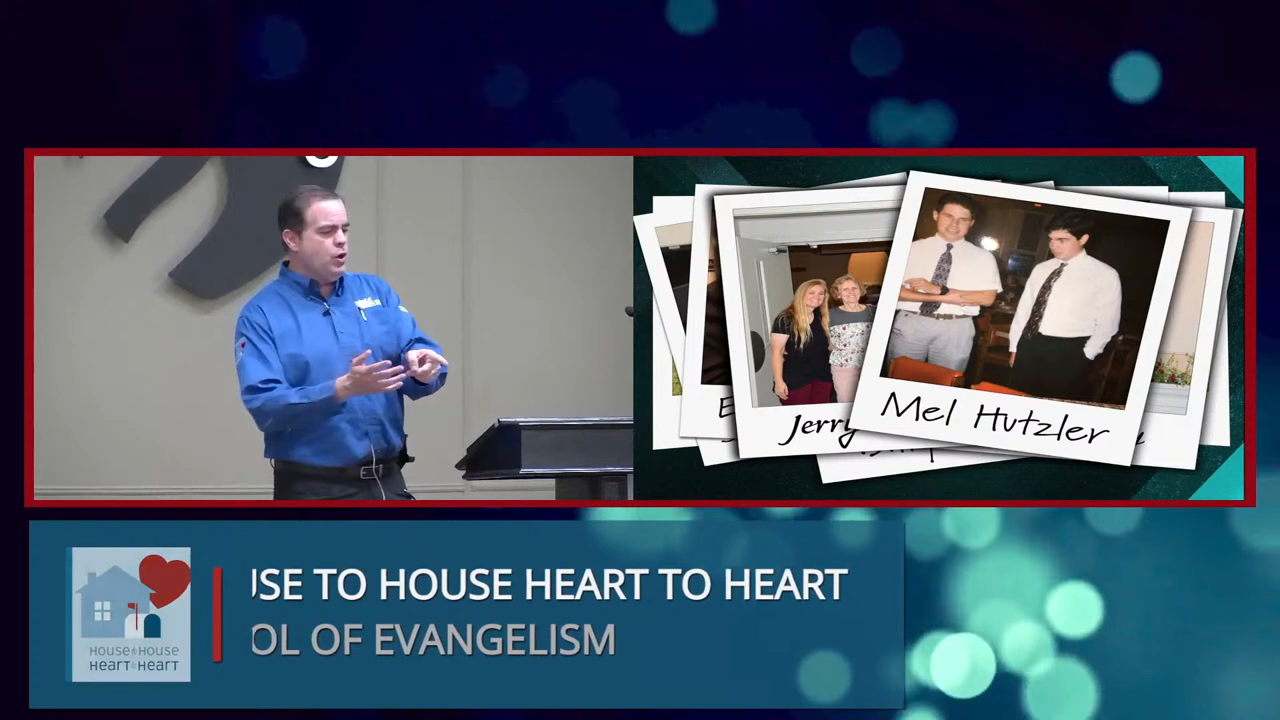 Jerry
Mel Hutzler
USE TO HOUSE HEART TO HEART
OL OF EVANGELISM
HOUSE to HOUSE
HEART to HEART